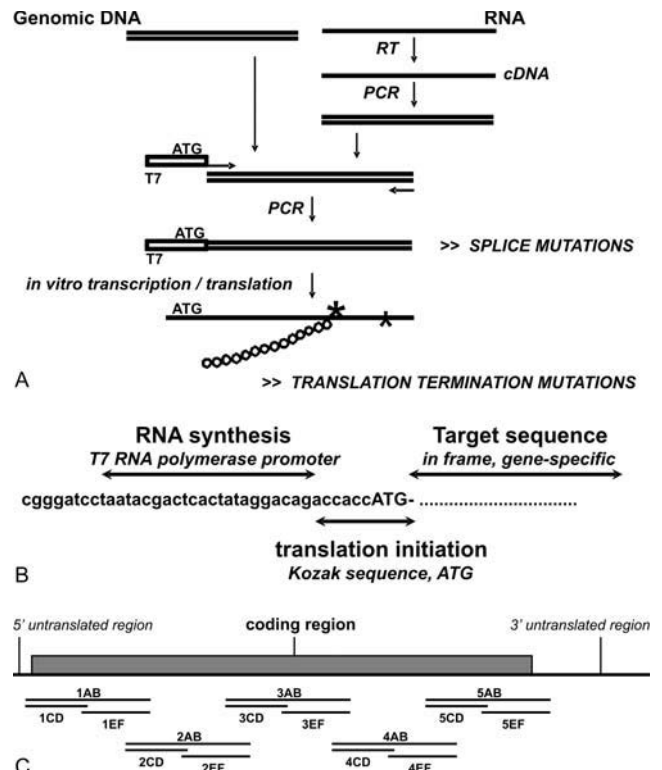 Genomic DNA
RNA
RT
cDNA
PCR
ATG
T7
PCR
ATG
T7
>> SPLICE MUTATIONS
in vitro transcription / translation
ATG
A
>> TRANSLATION TERMINATION MUTATIONS
RNA synthesis
Target sequence
T7 RNA polymerase promoter
in frame, gene-specific
cgggatcctaatacgactcactataggacagaccaccATG- ..............................
translation initiation
Kozak sequence, ATG
B
5' untranslated region
coding region
3' untranslated region
1AB
3AB
5AB
1CD
1EF
3CD
3EF
5CD
5EF
2AB
4AB
2CD
2EF
4CD
4EF
C